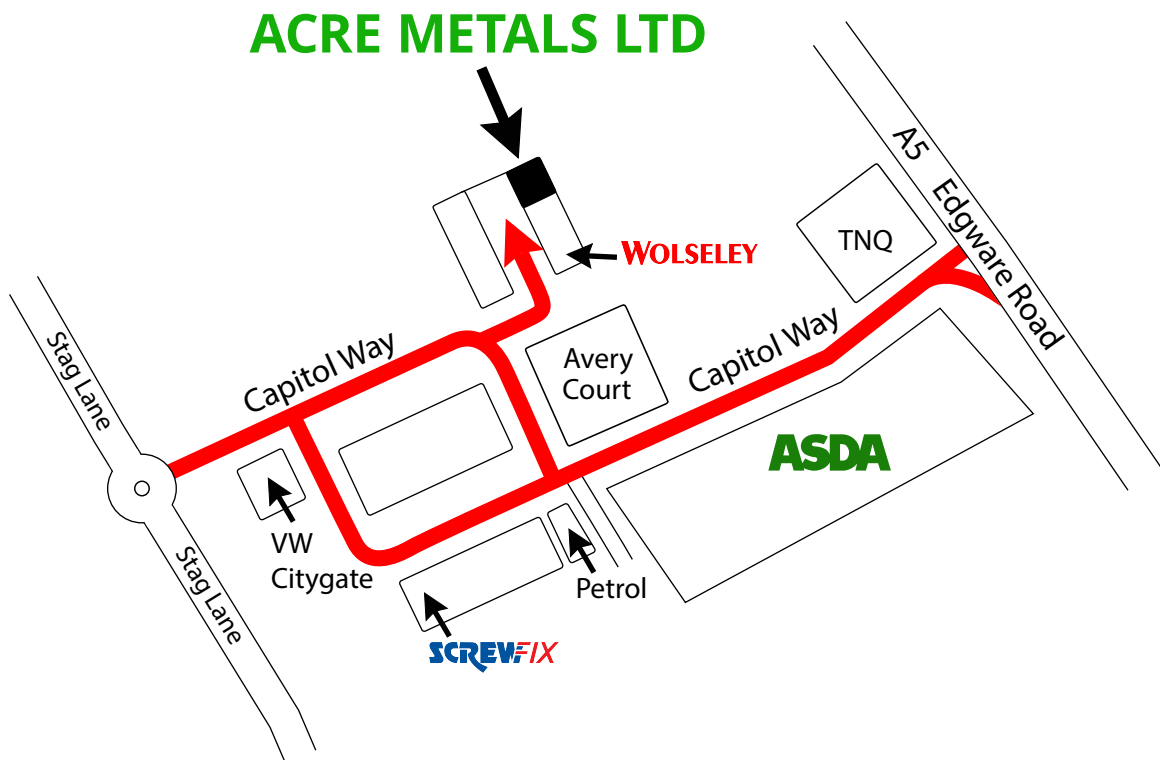 ACRE METALS LTD
A5 Edgware Road
TNQ
WOLSELEY
Stag Lane
Capitol Way
Avery
Court
Capitol Way
ASDA
VW
Citygate
Stag Lane
Petrol
SCREWFIX